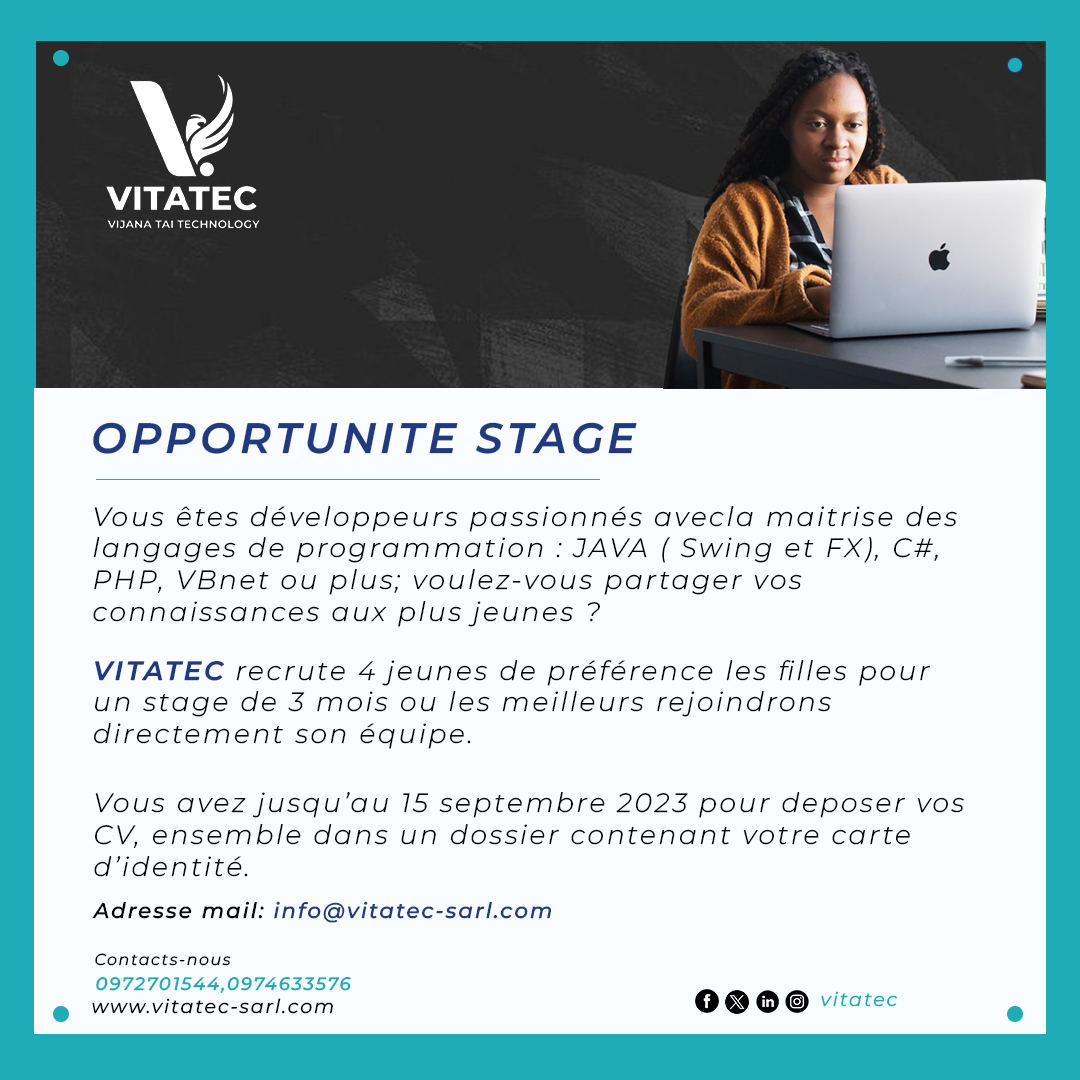 VITATEC
VIJANA TAI TECHNOLOGY
OPPORTUNITE STAGE
Vous êtes développeurs passionnés avecla maitrise des
langages de programmation : JAVA ( Swing et FX), C#,
PHP, VBnet ou plus; voulez-vous partager vos
connaissances aux plus jeunes ?
VITATEC recrute 4 jeunes de préférence les filles pour
un stage de 3 mois ou les meilleurs rejoindrons
directement son équipe.
Vous avez jusqu’au 15 septembre 2023 pour deposer vos
CV, ensemble dans un dossier contenant votre carte
d’identité.
Adresse mail: info@vitatec-sarl.com
Contacts-nous
0972701544,0974633576
www.vitatec-sarl.com
vitatec